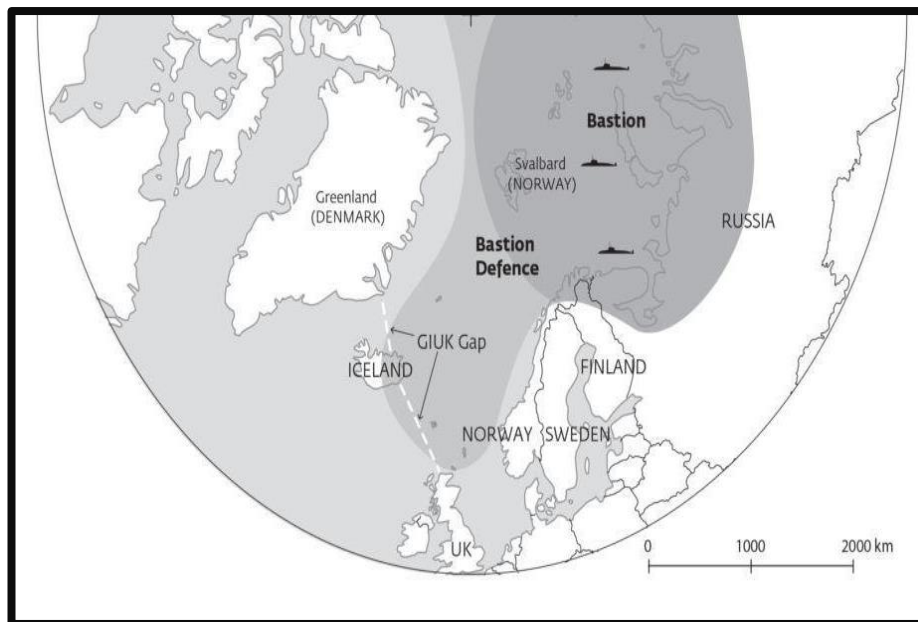 Bastion
Svalbard
(NORWAY)
Greenland
(DENMARK)
RUSSIA
Bastion
Defence
GIUK Gap
ICELAND
FINLAND
NORWAY
SWEDEN
UK
0
1000
2000 km